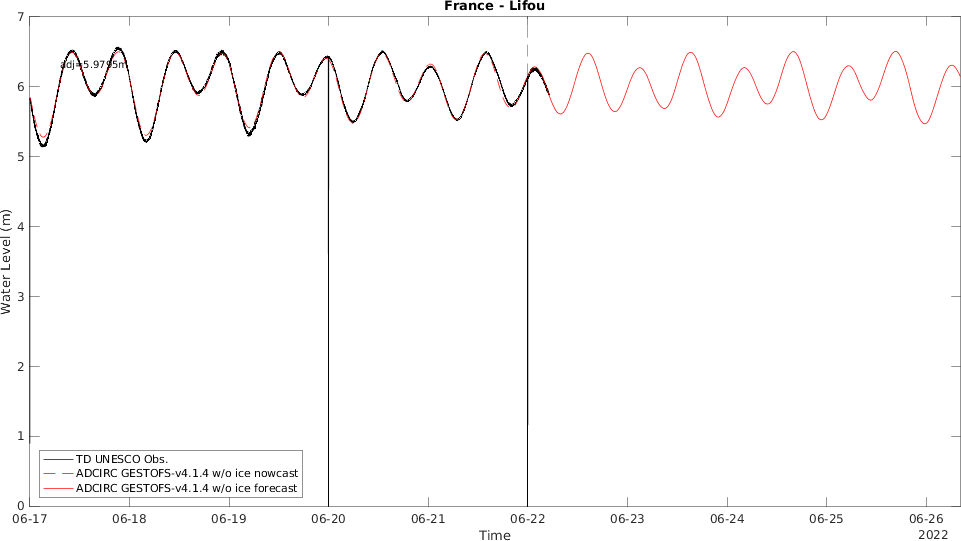 France - Lifou
7
6
5
4
3
2
1
0
Water Level (m)
adj=5.9795m
TD UNESCO Obs.
ADCIRC GESTOFS-v4.1.4 w/o ice nowcast
ADCIRC GESTOFS-v4.1.4 w/o ice forecast
06-17 06-18 06-19 06-20 06-21 06-22 06-23 06-24 06-25 06-26
Time
2022